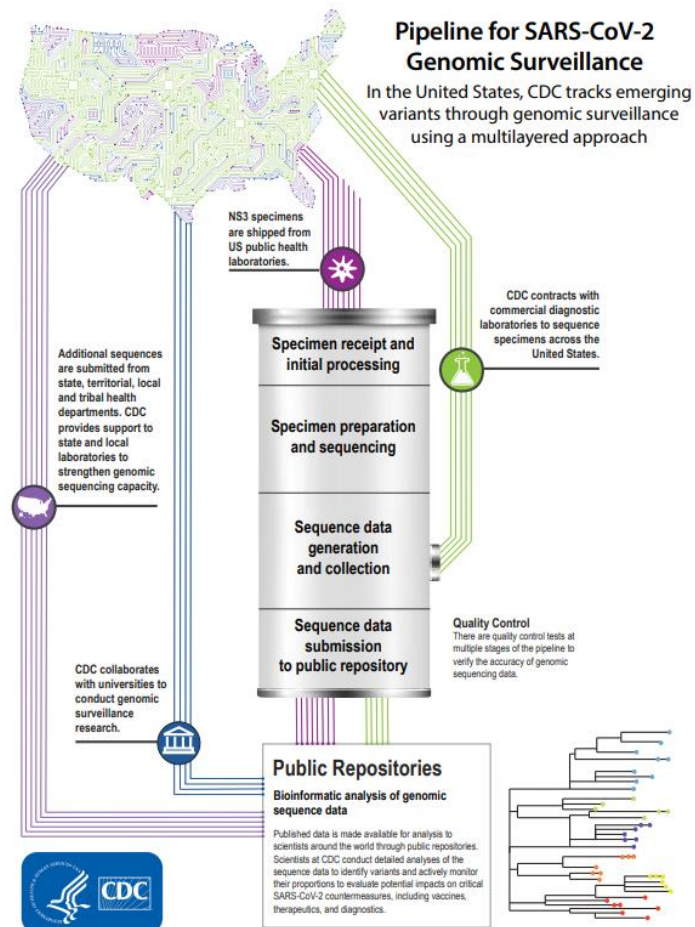 Pipeline for SARS-CoV-2
Genomic Surveillance
In the United States, CDC tracks emerging
variants through genomic surveillance
using a multilayered approach
NS3 specimens
are shipped from
US public health
laboratories.
CDC contracts with
commercial diagnostic
laboratories to sequence
specimens across the
United States.
Specimen receipt and
initial processing
Specimen preparation
and sequencing
Sequence data
generation
and collection
Sequence data
submission
to public repository
Additional sequences
are submitted from
state, territorial, local
and tribal health
departments. CDC
provides support to
state and local
laboratories to
strengthen genomic
sequencing capacity.
Quality Control
There are quality control tests at
multiple stages of the pipeline to
verify the accuracy of genomic
sequencing data.
CDC collaborates
with universities to
conduct genomic
surveillance
research.
Public Repositories
Bioinformatic analysis of genomic
sequence data
Published data is made available for analysis to
scientists around the world through public repositories.
Scientists at CDC conduct detailed analyses of the
sequence data to identify variants and actively monitor
their proportions to evaluate potential impacts on critical
SARS-CoV-2 countermeasures, including vaccines,
therapeutics, and diagnostics.
CDC